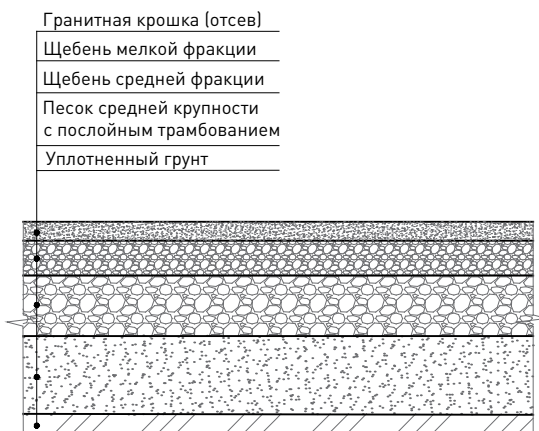 Гранитная крошка (отсев)
Щебень мелкой фракции
Щебень средней фракции
Песок средней крупности
с послойным трамбованием
Уплотненный грунт